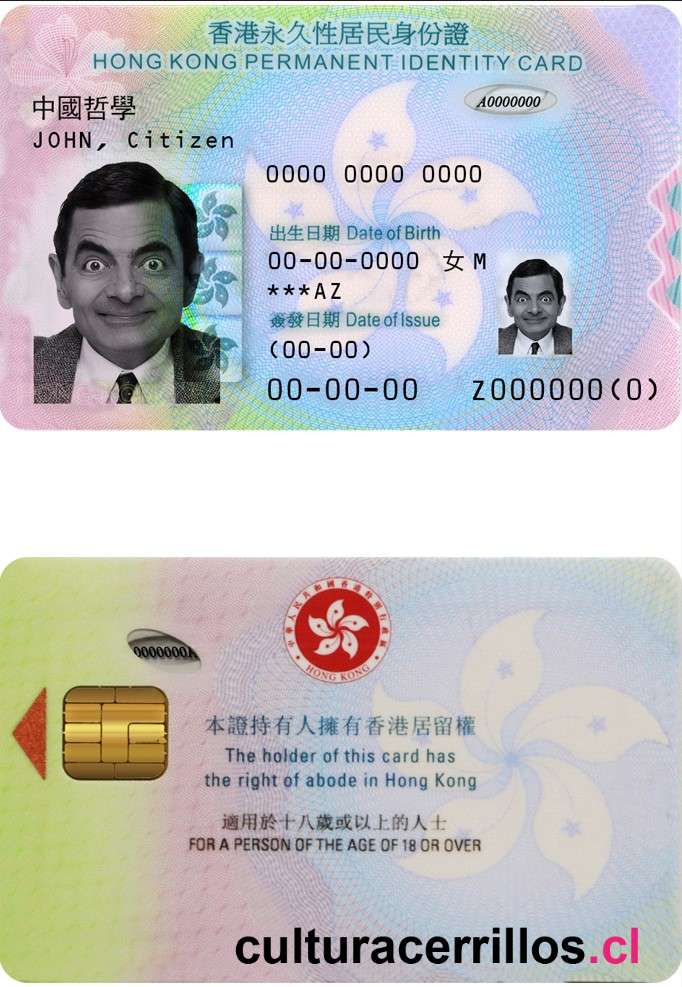 香港永久性居民身份證
HONG KONG PERMANENT IDENTITY CARD
A0000000
中國哲學
JOHN, Citizen
0000 0000 0000
出生日期 Date of Birth
00-00-0000 女 M
***AZ
簽發日期 Date of Issue
(00-00)
00-00-00 Z000000(0)
中華人民共和國香港特別行政區
HONG KONG
A0000000
本證持有人擁有香港居留權
The holder of this card has
the right of abode in Hong Kong
適用於十八歲或以上的人士
FOR A PERSON OF THE AGE OF 18 OR OVER
culturacerrillos.cl